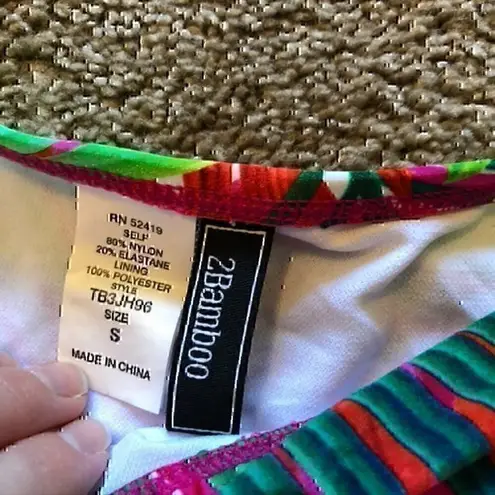 RN 52419
SELF
80% NYLON
20% ELASTANE
LINING
100% POLYESTER
STYLE
TB3JH96
SIZE
S
MADE IN CHINA
2Bamboo